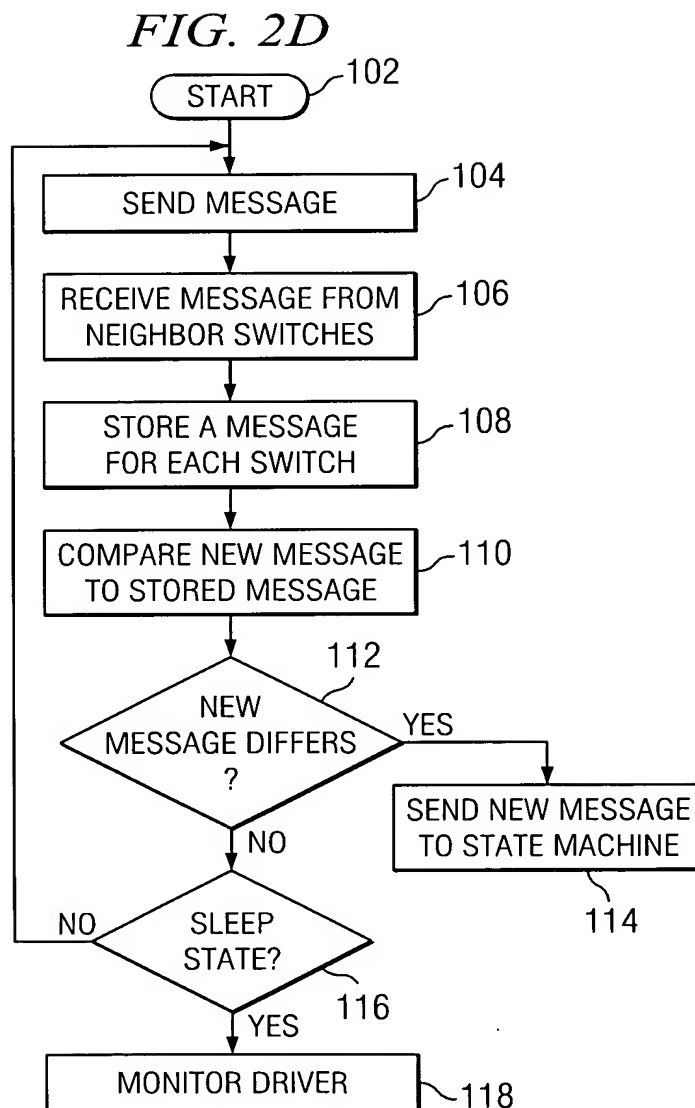 FIG. 2D
START
102
SEND MESSAGE
104
RECEIVE MESSAGE FROM
NEIGHBOR SWITCHES
106
STORE A MESSAGE
FOR EACH SWITCH
108
COMPARE NEW MESSAGE
TO STORED MESSAGE
110
112
NEW
MESSAGE DIFFERS
?
YES
SEND NEW MESSAGE
TO STATE MACHINE
114
NO
NO
SLEEP
STATE?
116
YES
MONITOR DRIVER
118